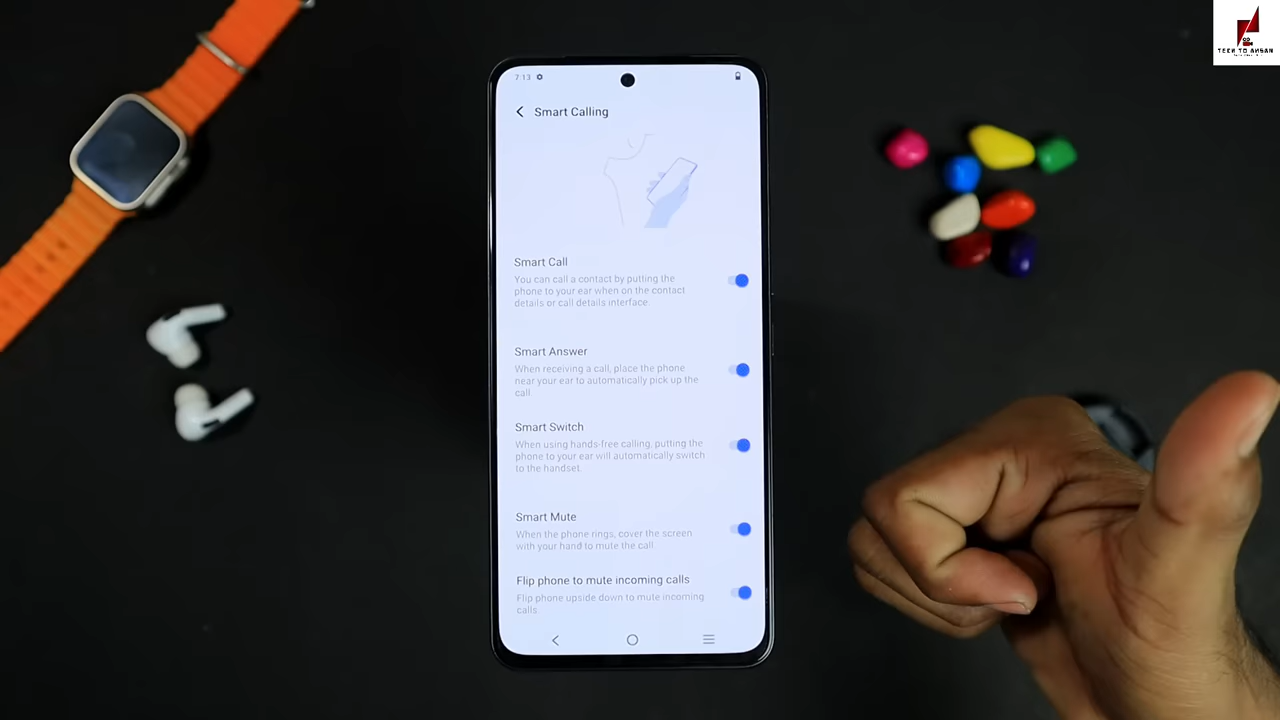 TECH TO AHSAN
7:13
Smart Calling
Smart Call
You can call a contact by putting the
phone to your ear when on the contact
details or call details interface.
Smart Answer
When receiving a call, place the phone
near your ear to automatically pick up the
call.
Smart Switch
When using hands-free calling, putting the
phone to your ear will automatically switch
to the handset.
Smart Mute
When the phone rings, cover the screen
with your hand to mute the call.
Flip phone to mute incoming calls
Flip phone upside down to mute incoming
calls.